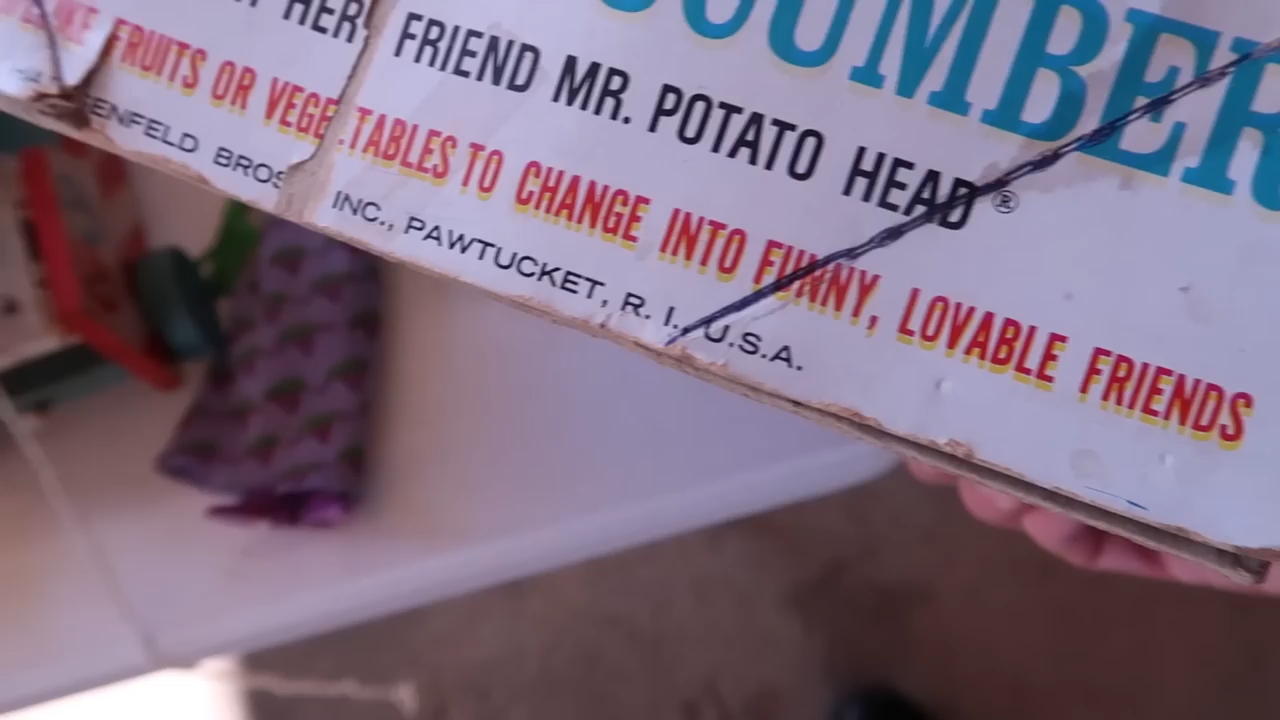 CUMBER
HER FRIEND MR. POTATO HEAD®
LIKE FRUITS OR VEGETABLES TO CHANGE INTO FUNNY, LOVABLE FRIENDS
ENFELD BROS INC., PAWTUCKET, R. I., U.S.A.